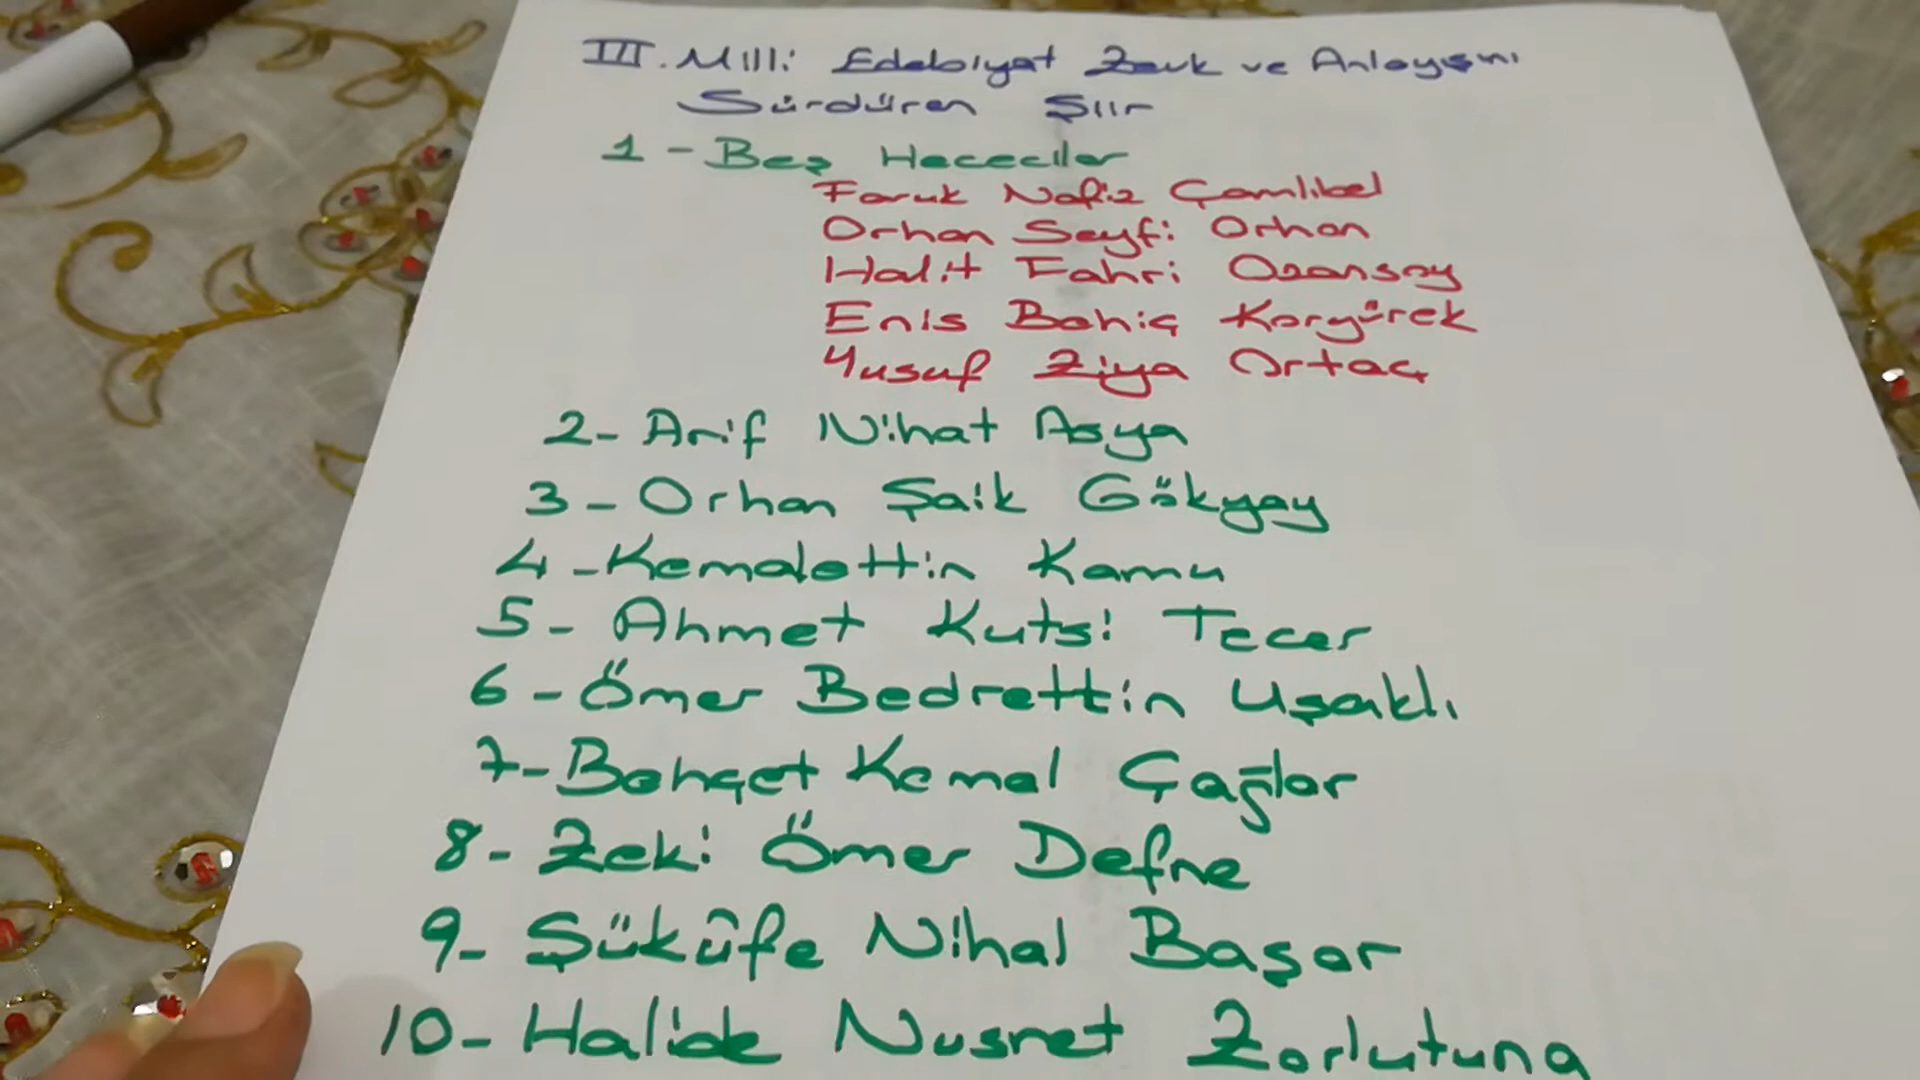 III. Milli Edebiyat Zevk ve Anlayışını
Sürdüren Şiir
1 - Beş Hececiler
Faruk Nafiz Çamlıbel
Orhan Seyfi Orhon
Halit Fahri Ozansoy
Enis Behiç Koryürek
Yusuf Ziya Ortaç
2- Arif Nihat Asya
3 - Orhan Şaik Gökyay
4 - Kemalettin Kamu
5 - Ahmet Kutsi Tecer
6 - Ömer Bedrettin Uşaklı
7- Behçet Kemal Çağlar
8- Zeki Ömer Defne
9- Şükûfe Nihal Başar
10- Halide Nusret Zorlutuna